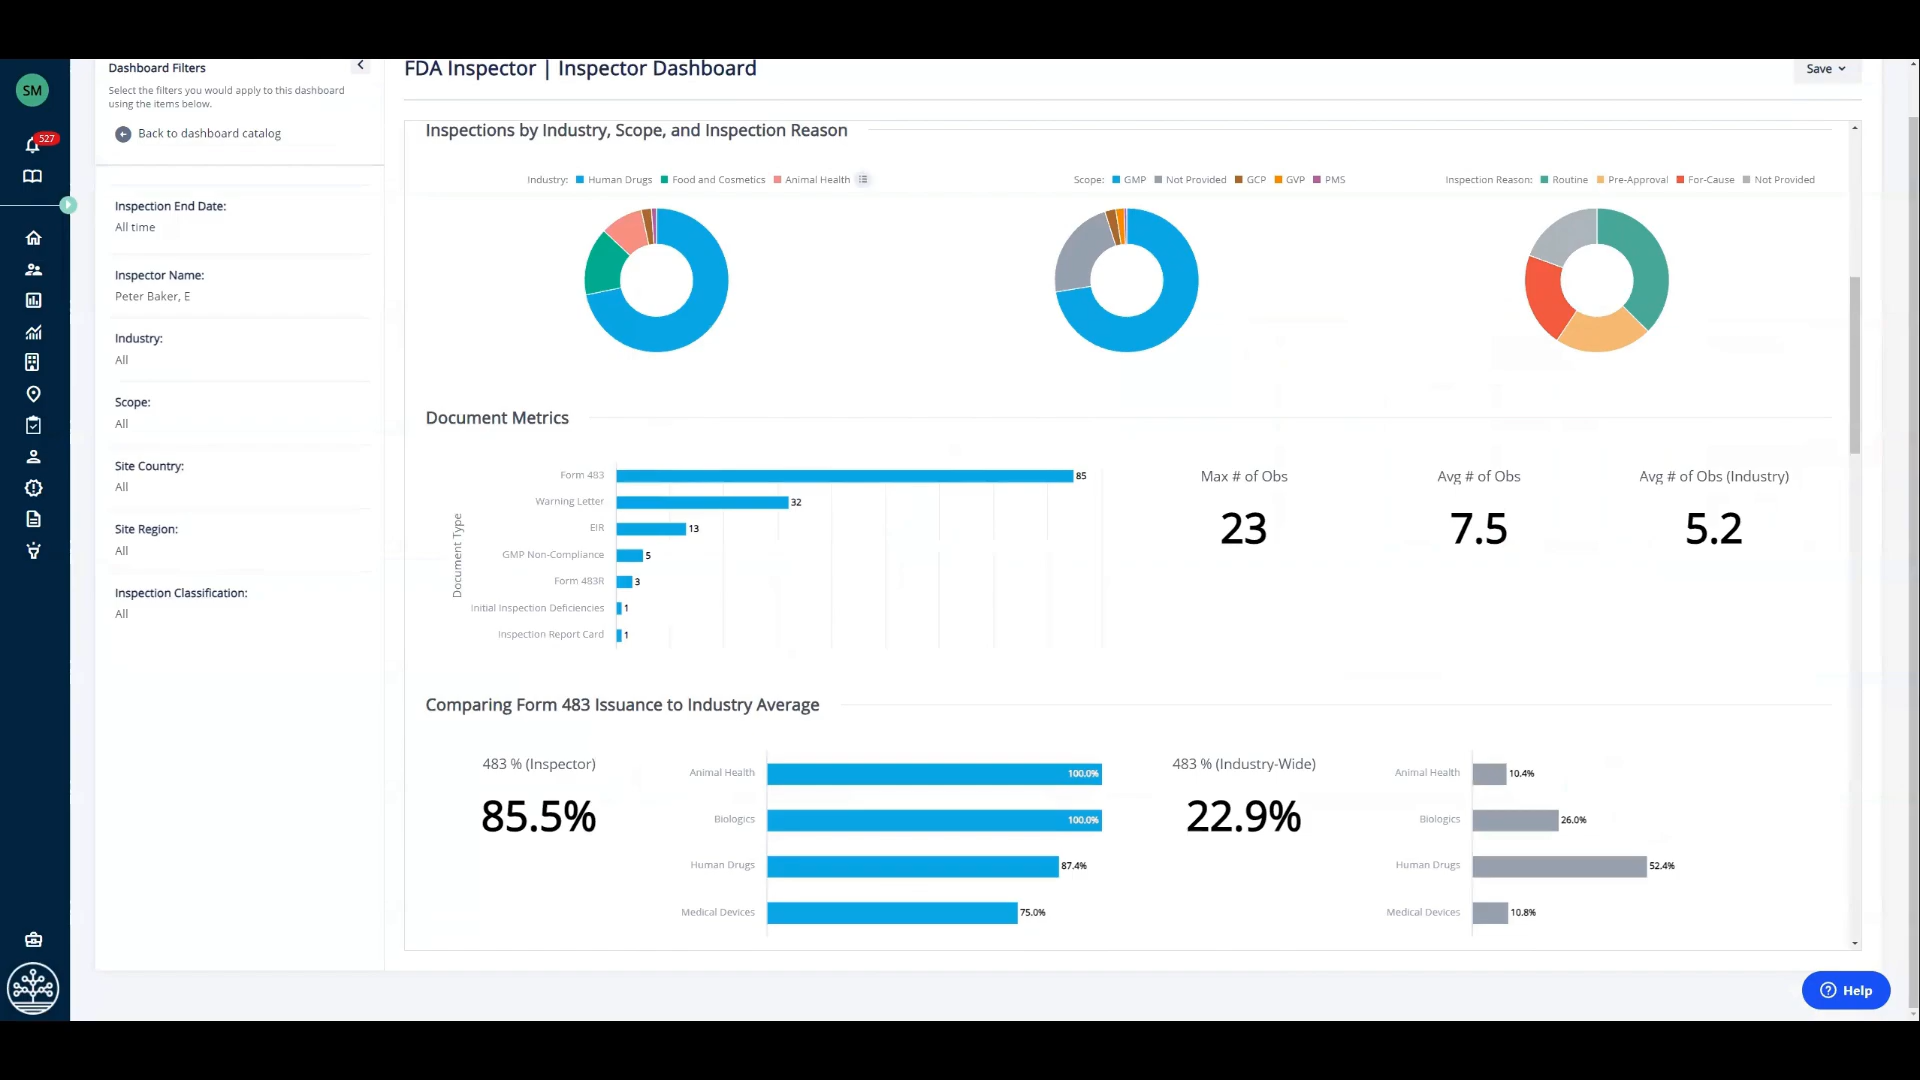 SM
527
Dashboard Filters
Select the filters you would apply to this dashboard
using the items below.
Back to dashboard catalog
Inspection End Date:
All time
Inspector Name:
Peter Baker, E
Industry:
All
Scope:
All
Site Country:
All
Site Region:
All
Inspection Classification:
All
FDA Inspector | Inspector Dashboard
Save
Inspections by Industry, Scope, and Inspection Reason
Industry: Human Drugs Food and Cosmetics Animal Health
Scope: GMP Not Provided GCP GVP PMS
Inspection Reason: Routine Pre-Approval For-Cause Not Provided
Document Metrics
Document Type
Form 483 85
Warning Letter 32
EIR 13
GMP Non-Compliance 5
Form 483R 3
Initial Inspection Deficiencies 1
Inspection Report Card 1
Max # of Obs
23
Avg # of Obs
7.5
Avg # of Obs (Industry)
5.2
Comparing Form 483 Issuance to Industry Average
483 % (Inspector)
85.5%
Animal Health 100.0%
Biologics 100.0%
Human Drugs 87.4%
Medical Devices 75.0%
483 % (Industry-Wide)
22.9%
Animal Health 10.4%
Biologics 26.0%
Human Drugs 52.4%
Medical Devices 10.8%
Help